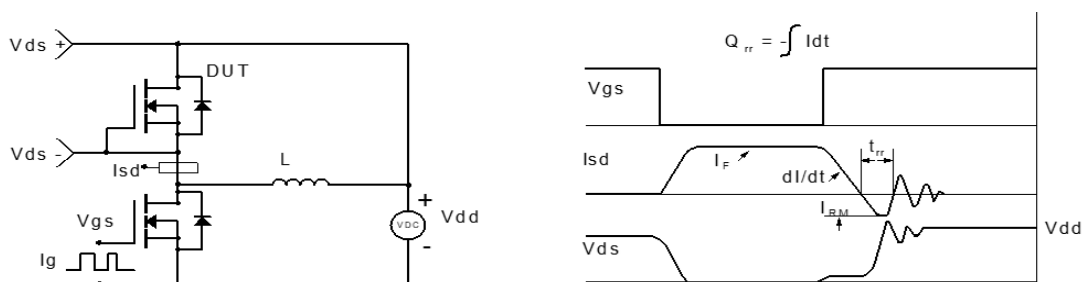 Vds +
DUT
Vds -
Isd
L
Vgs
Ig
+
VDC
-
Vdd
Q rr = - ∫ Idt
Vgs
Isd
I F
dI/dt
t rr
I RM
Vds
Vdd